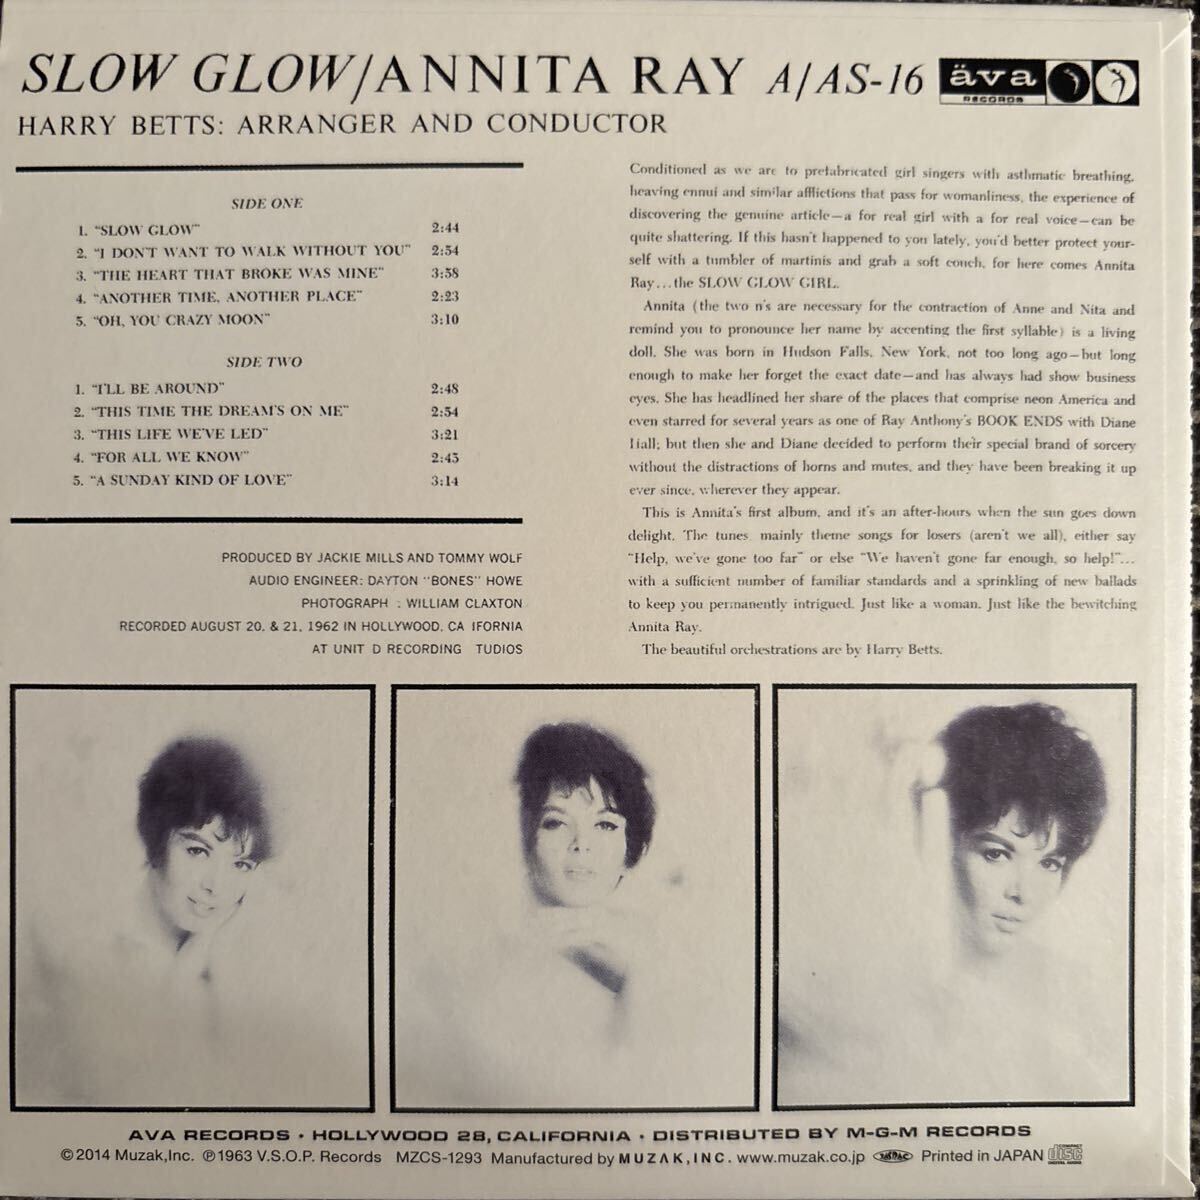 SLOW GLOW/ANNITA RAY A/AS-16 äva RECORDS
HARRY BETTS: ARRANGER AND CONDUCTOR
SIDE ONE
1. "SLOW GLOW" 2:44
2. "I DON'T WANT TO WALK WITHOUT YOU" 2:54
3. "THE HEART THAT BROKE WAS MINE" 3:58
4. "ANOTHER TIME, ANOTHER PLACE" 2:23
5. "OH, YOU CRAZY MOON" 3:10
SIDE TWO
1. "I'LL BE AROUND" 2:48
2. "THIS TIME THE DREAM'S ON ME" 2:54
3. "THIS LIFE WE'VE LED" 3:21
4. "FOR ALL WE KNOW" 2:45
5. "A SUNDAY KIND OF LOVE" 3:14
PRODUCED BY JACKIE MILLS AND TOMMY WOLF
AUDIO ENGINEER: DAYTON "BONES" HOWE
PHOTOGRAPH : WILLIAM CLAXTON
RECORDED AUGUST 20, & 21, 1962 IN HOLLYWOOD, CA IFORNIA
AT UNIT D RECORDING TUDIOS
Conditioned as we are to prefabricated girl singers with asthmatic breathing,
heaving ennui and similar afflictions that pass for womanliness, the experience of
discovering the genuine article—a for real girl with a for real voice—can be
quite shattering. If this hasn't happened to you lately, you'd better protect your-
self with a tumbler of martinis and grab a soft couch, for here comes Annita
Ray...the SLOW GLOW GIRL.
Annita (the two n's are necessary for the contraction of Anne and Nita and
remind you to pronounce her name by accenting the first syllable) is a living
doll. She was born in Hudson Falls, New York, not too long ago—but long
enough to make her forget the exact date—and has always had show business
eyes. She has headlined her share of the places that comprise neon America and
even starred for several years as one of Ray Anthony's BOOK ENDS with Diane
Hall; but then she and Diane decided to perform their special brand of sorcery
without the distractions of horns and mutes, and they have been breaking it up
ever since, wherever they appear.
This is Annita's first album, and it's an after-hours when the sun goes down
delight. The tunes, mainly theme songs for losers (aren't we all), either say
"Help, we've gone too far" or else "We haven't gone far enough, so help!"...
with a sufficient number of familiar standards and a sprinkling of new ballads
to keep you permanently intrigued. Just like a woman. Just like the bewitching
Annita Ray.
The beautiful orchestrations are by Harry Betts.
AVA RECORDS • HOLLYWOOD 28, CALIFORNIA • DISTRIBUTED BY M-G-M RECORDS
©2014 Muzak,Inc. ℗1963 V.S.O.P. Records MZCS-1293 Manufactured by MUZAK,INC. www.muzak.co.jp JASRAC Printed in JAPAN COMPACT disc DIGITAL AUDIO